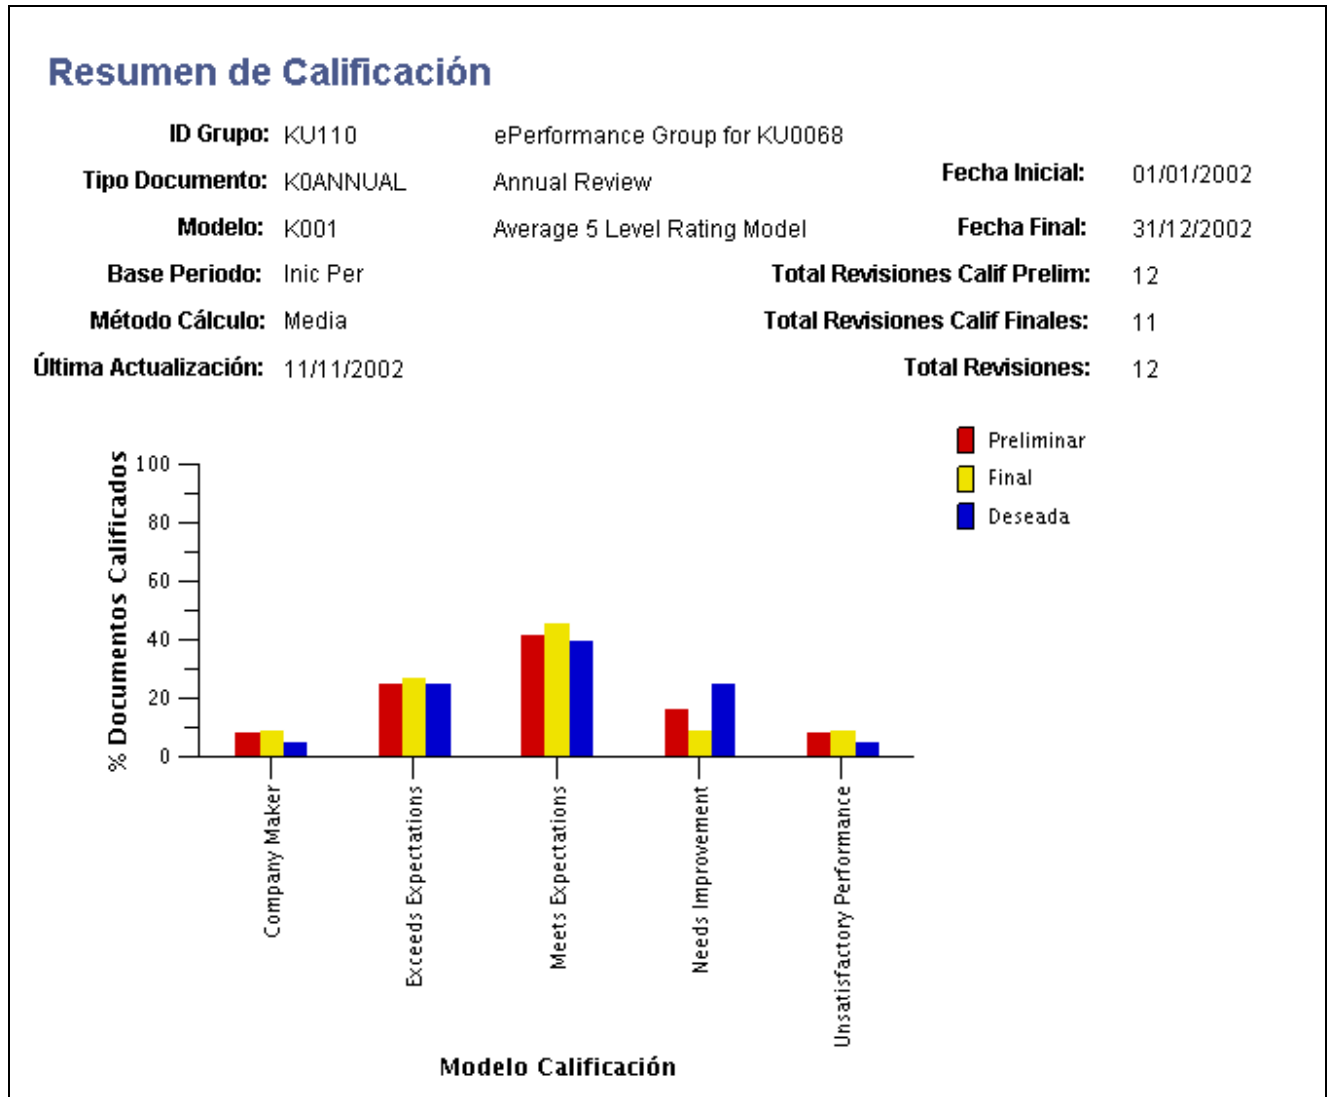 Resumen de Calificación
ID Grupo: KU110 ePerformance Group for KU0068
Tipo Documento: K0ANNUAL Annual Review Fecha Inicial: 01/01/2002
Modelo: K001 Average 5 Level Rating Model Fecha Final: 31/12/2002
Base Periodo: Inic Per Total Revisiones Calif Prelim: 12
Método Cálculo: Media Total Revisiones Calif Finales: 11
Última Actualización: 11/11/2002 Total Revisiones: 12
Preliminar
Final
Deseada
% Documentos Calificados
100
80
60
40
20
0
Company Maker
Exceeds Expectations
Meets Expectations
Needs Improvement
Unsatisfactory Performance
Modelo Calificación